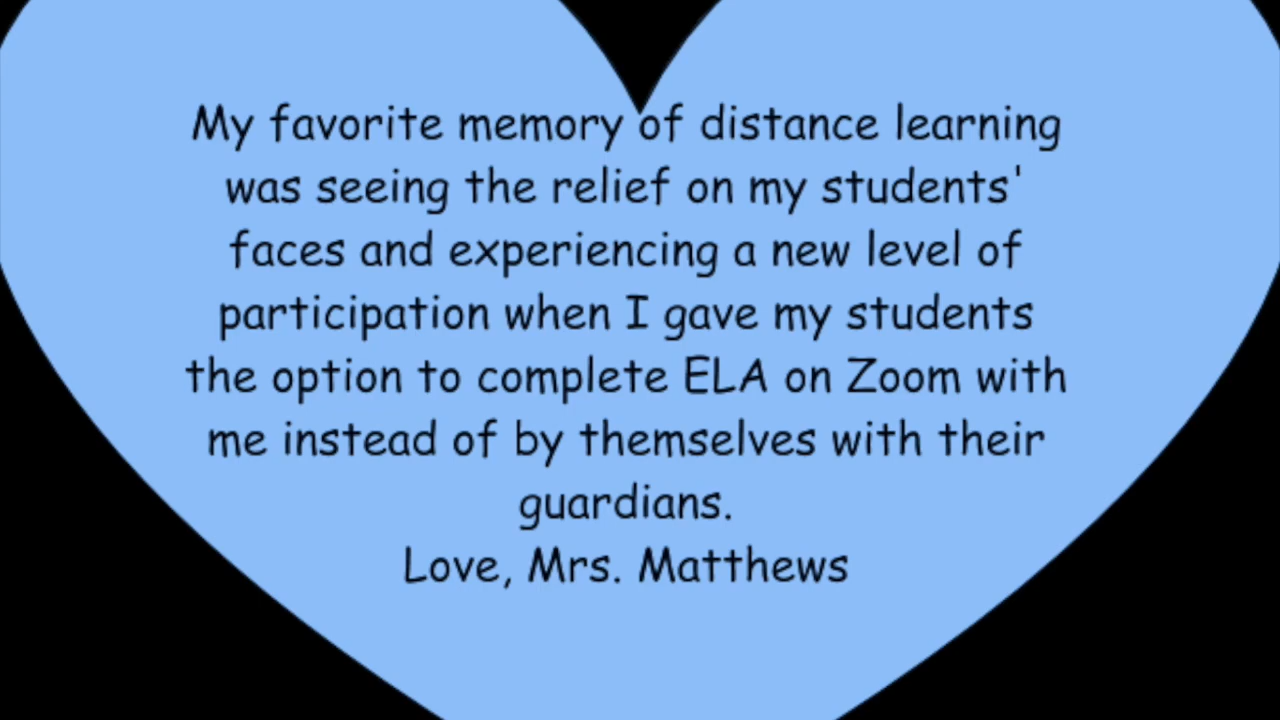 My favorite memory of distance learning
was seeing the relief on my students'
faces and experiencing a new level of
participation when I gave my students
the option to complete ELA on Zoom with
me instead of by themselves with their
guardians.
Love, Mrs. Matthews